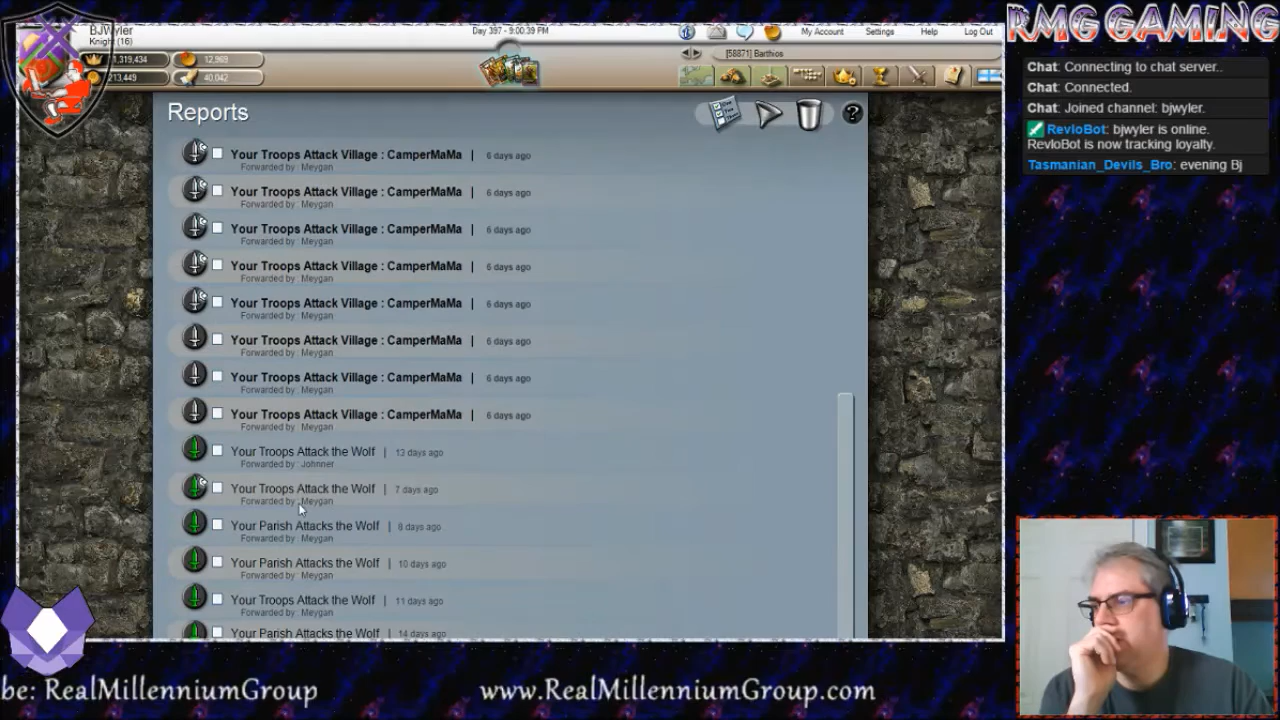 BJWyler
Knight (16)
1,319,434
12,969
213,449
40,042
Day 397 - 9:00:39 PM
My Account
Settings
Help
Log Out
[58871] Barthios
Reports
Your Troops Attack Village : CamperMaMa | 6 days ago
Forwarded by : Meygan
Your Troops Attack Village : CamperMaMa | 6 days ago
Forwarded by : Meygan
Your Troops Attack Village : CamperMaMa | 6 days ago
Forwarded by : Meygan
Your Troops Attack Village : CamperMaMa | 6 days ago
Forwarded by : Meygan
Your Troops Attack Village : CamperMaMa | 6 days ago
Forwarded by : Meygan
Your Troops Attack Village : CamperMaMa | 6 days ago
Forwarded by : Meygan
Your Troops Attack Village : CamperMaMa | 6 days ago
Forwarded by : Meygan
Your Troops Attack Village : CamperMaMa | 6 days ago
Forwarded by : Meygan
Your Troops Attack the Wolf | 13 days ago
Forwarded by : Johnner
Your Troops Attack the Wolf | 7 days ago
Forwarded by : Meygan
Your Parish Attacks the Wolf | 8 days ago
Forwarded by : Meygan
Your Parish Attacks the Wolf | 10 days ago
Forwarded by : Meygan
Your Troops Attack the Wolf | 11 days ago
Forwarded by : Meygan
Your Parish Attacks the Wolf | 14 days ago
RMG GAMING
Chat: Connecting to chat server..
Chat: Connected.
Chat: Joined channel: bjwyler.
RevloBot: bjwyler is online.
RevloBot is now tracking loyalty.
Tasmanian_Devils_Bro: evening Bj
be: RealMillenniumGroup
www.RealMillenniumGroup.com